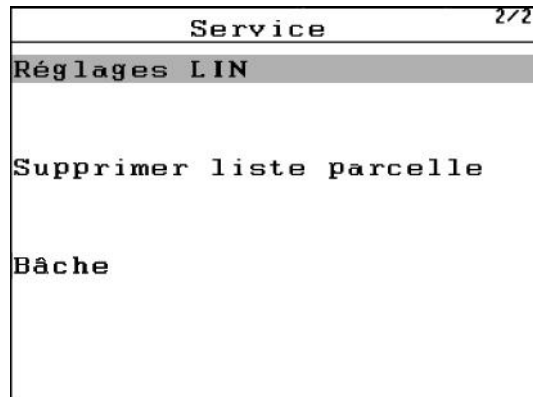 Service 2/2
Réglages LIN
Supprimer liste parcelle
Bâche